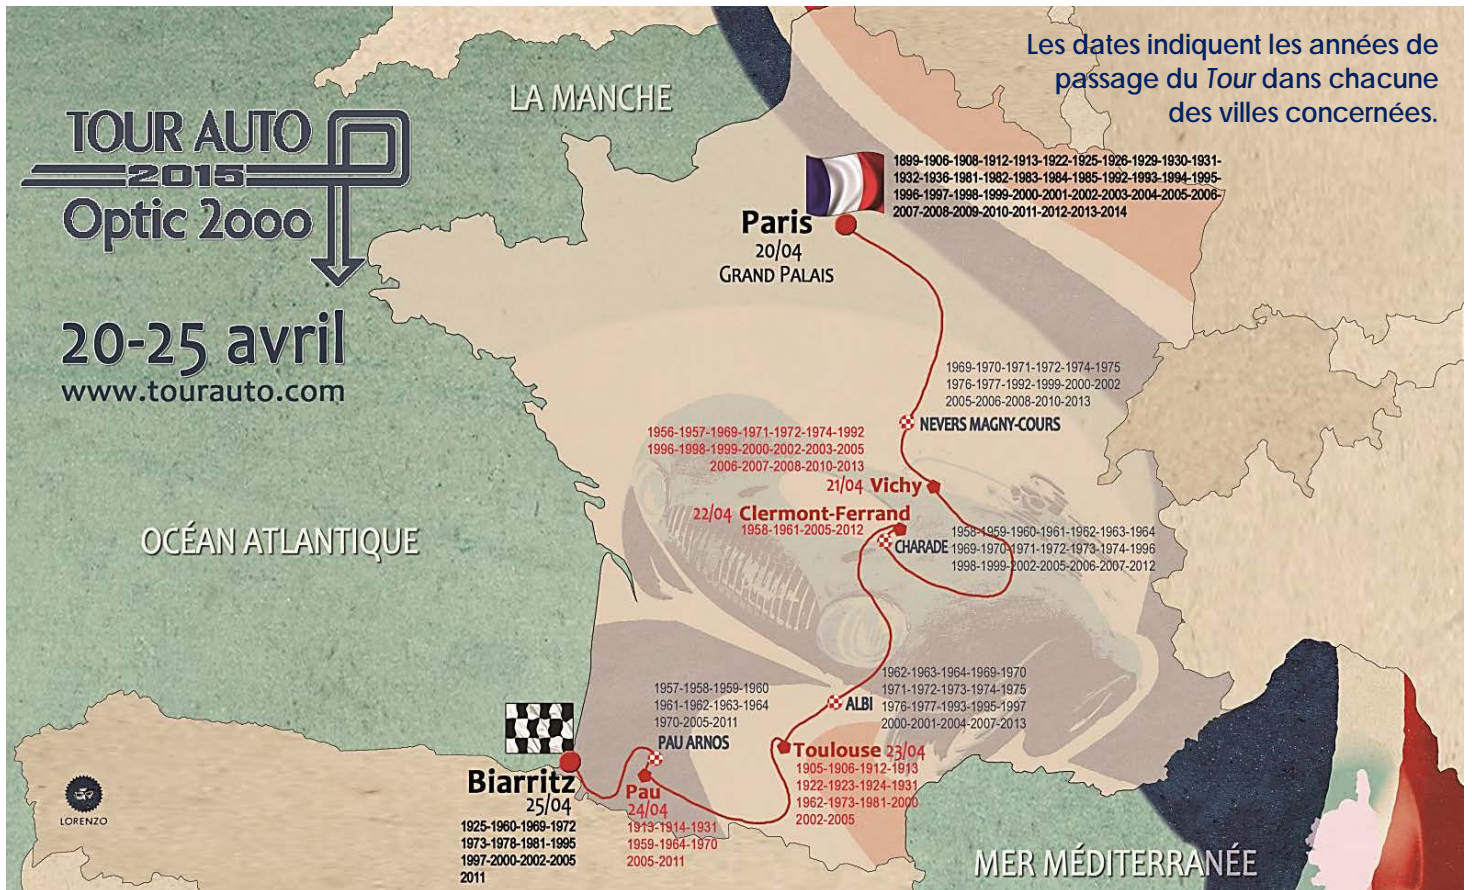 Les dates indiquent les années de
passage du Tour dans chacune
des villes concernées.
LA MANCHE
TOUR AUTO
2015
Optic 2000
20-25 avril
www.tourauto.com
1899-1906-1908-1912-1913-1922-1925-1926-1929-1930-1931-
1932-1936-1981-1982-1983-1984-1985-1992-1993-1994-1995-
1996-1997-1998-1999-2000-2001-2002-2003-2004-2005-2006-
2007-2008-2009-2010-2011-2012-2013-2014
Paris
20/04
GRAND PALAIS
1969-1970-1971-1972-1974-1975
1976-1977-1992-1999-2000-2002
2005-2006-2008-2010-2013
NEVERS MAGNY-COURS
1956-1957-1969-1971-1972-1974-1992
1996-1998-1999-2000-2002-2003-2005
2006-2007-2008-2010-2013
21/04 Vichy
22/04 Clermont-Ferrand
1958-1961-2005-2012
CHARADE
1958-1959-1960-1961-1962-1963-1964
1969-1970-1971-1972-1973-1974-1996
1998-1999-2002-2005-2006-2007-2012
OCÉAN ATLANTIQUE
1962-1963-1964-1969-1970
1971-1972-1973-1974-1975
1976-1977-1993-1995-1997
2000-2001-2004-2007-2013
ALBI
1957-1958-1959-1960
1961-1962-1963-1964
1970-2005-2011
PAU ARNOS
Toulouse 23/04
1905-1906-1912-1913
1922-1923-1924-1931
1962-1973-1981-2000
2002-2005
Biarritz
25/04
1925-1960-1969-1972
1973-1978-1981-1995
1997-2000-2002-2005
2011
Pau
24/04
1913-1914-1931
1959-1964-1970
2005-2011
LORENZO
MER MÉDITERRANÉE